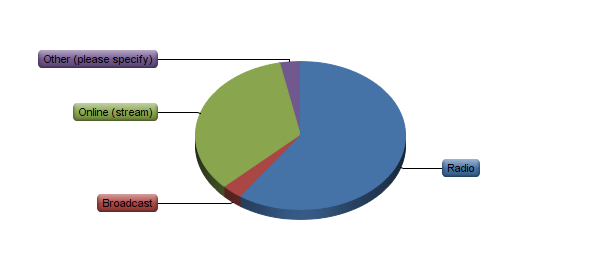 Other (please specify)
Online (stream)
Radio
Broadcast